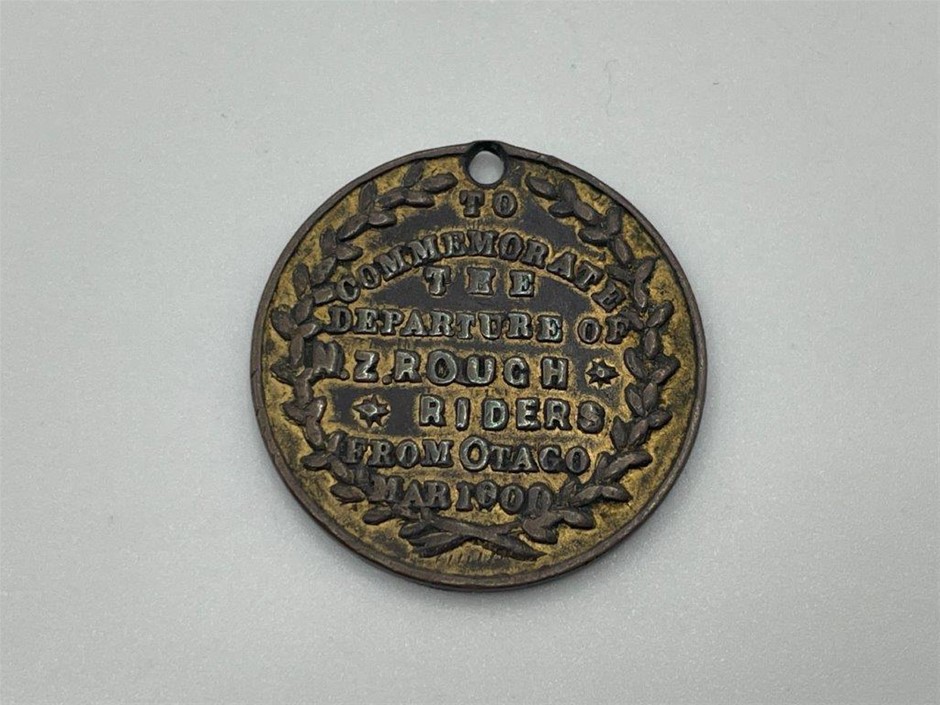 TO
COMMEMORATE
THE
DEPARTURE OF
N.Z.ROUGH
RIDERS
FROM OTAGO
MAR 1900